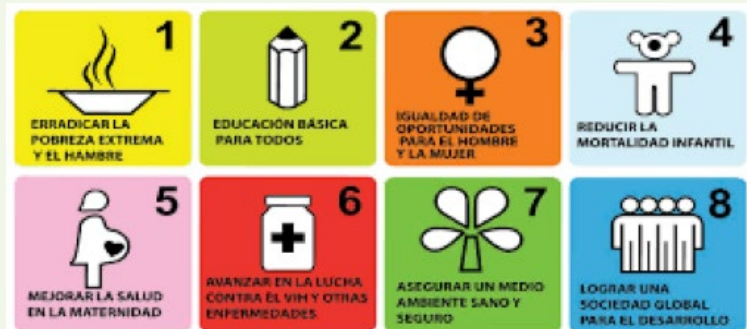 1
ERRADICAR LA
POBREZA EXTREMA
Y EL HAMBRE
2
EDUCACIÓN BÁSICA
PARA TODOS
3
IGUALDAD DE
OPORTUNIDADES
PARA EL HOMBRE
Y LA MUJER
4
REDUCIR LA
MORTALIDAD INFANTIL
5
MEJORAR LA SALUD
EN LA MATERNIDAD
6
AVANZAR EN LA LUCHA
CONTRA EL VIH Y OTRAS
ENFERMEDADES
7
ASEGURAR UN MEDIO
AMBIENTE SANO Y
SEGURO
8
LOGRAR UNA
SOCIEDAD GLOBAL
PARA EL DESARROLLO